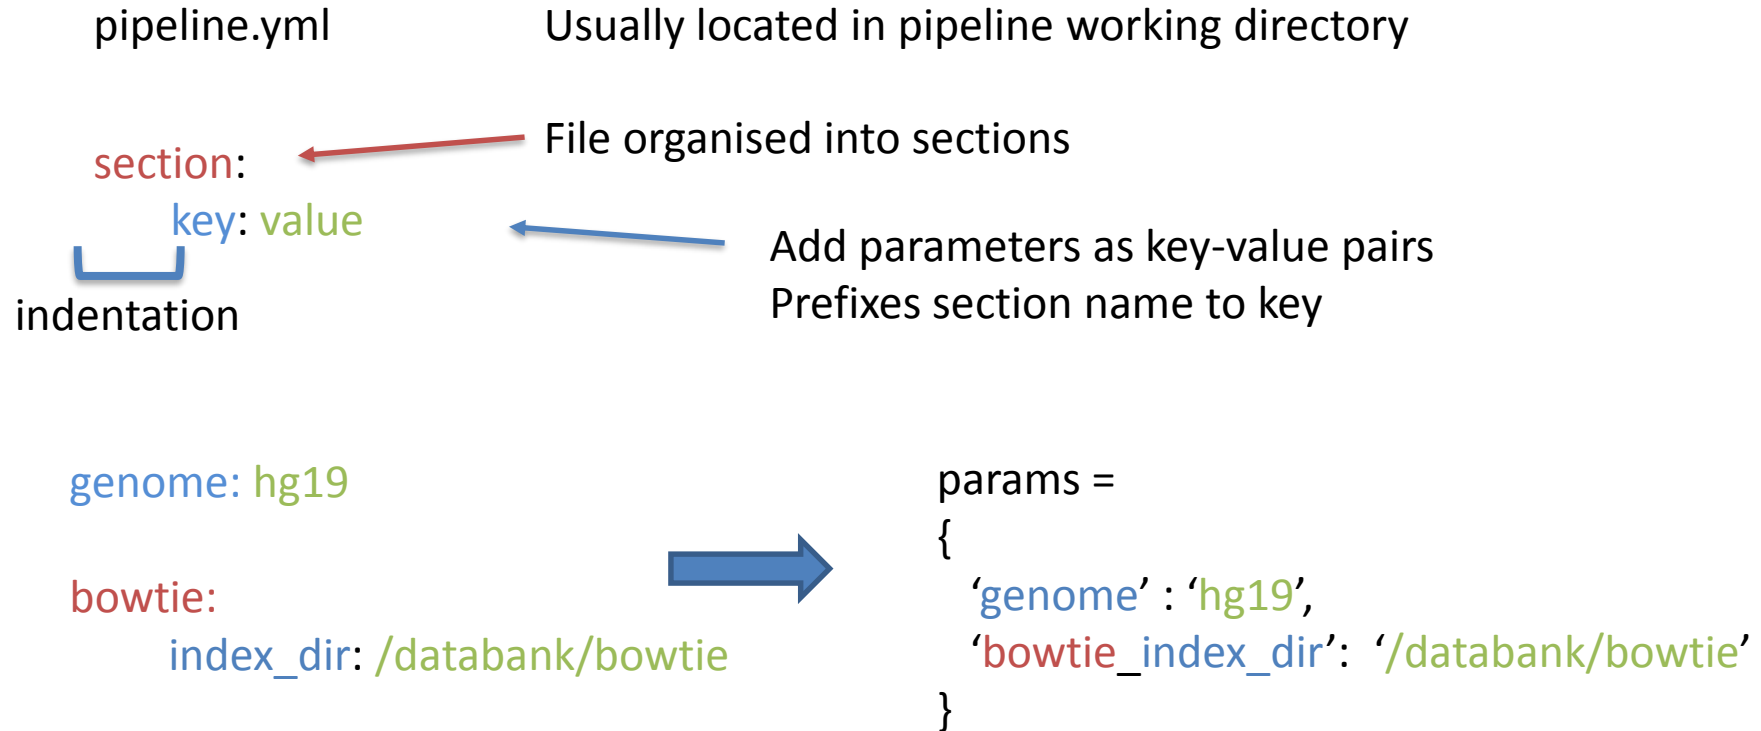 pipeline.yml
Usually located in pipeline working directory
File organised into sections
section:
key: value
Add parameters as key-value pairs
Prefixes section name to key
indentation
genome: hg19
bowtie:
index_dir: /databank/bowtie
params =
{
‘genome’ : ‘hg19’,
‘bowtie_index_dir’: ‘/databank/bowtie’
}